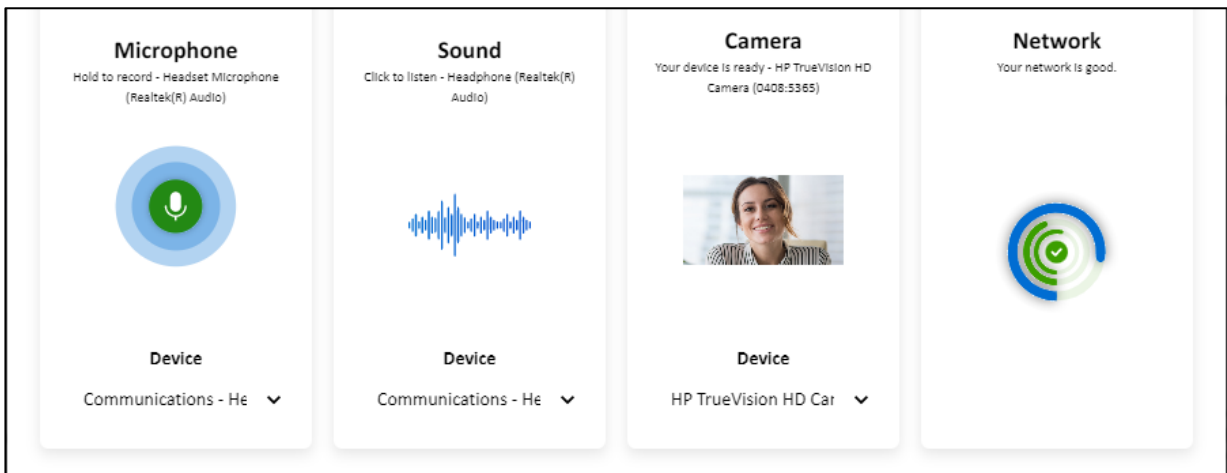 Microphone
Hold to record - Headset Microphone
(Realtek(R) Audio)
Device
Communications - He
Sound
Click to listen - Headphone (Realtek(R)
Audio)
Device
Communications - He
Camera
Your device is ready - HP TrueVision HD
Camera (0408:5365)
Device
HP TrueVision HD Car
Network
Your network is good.